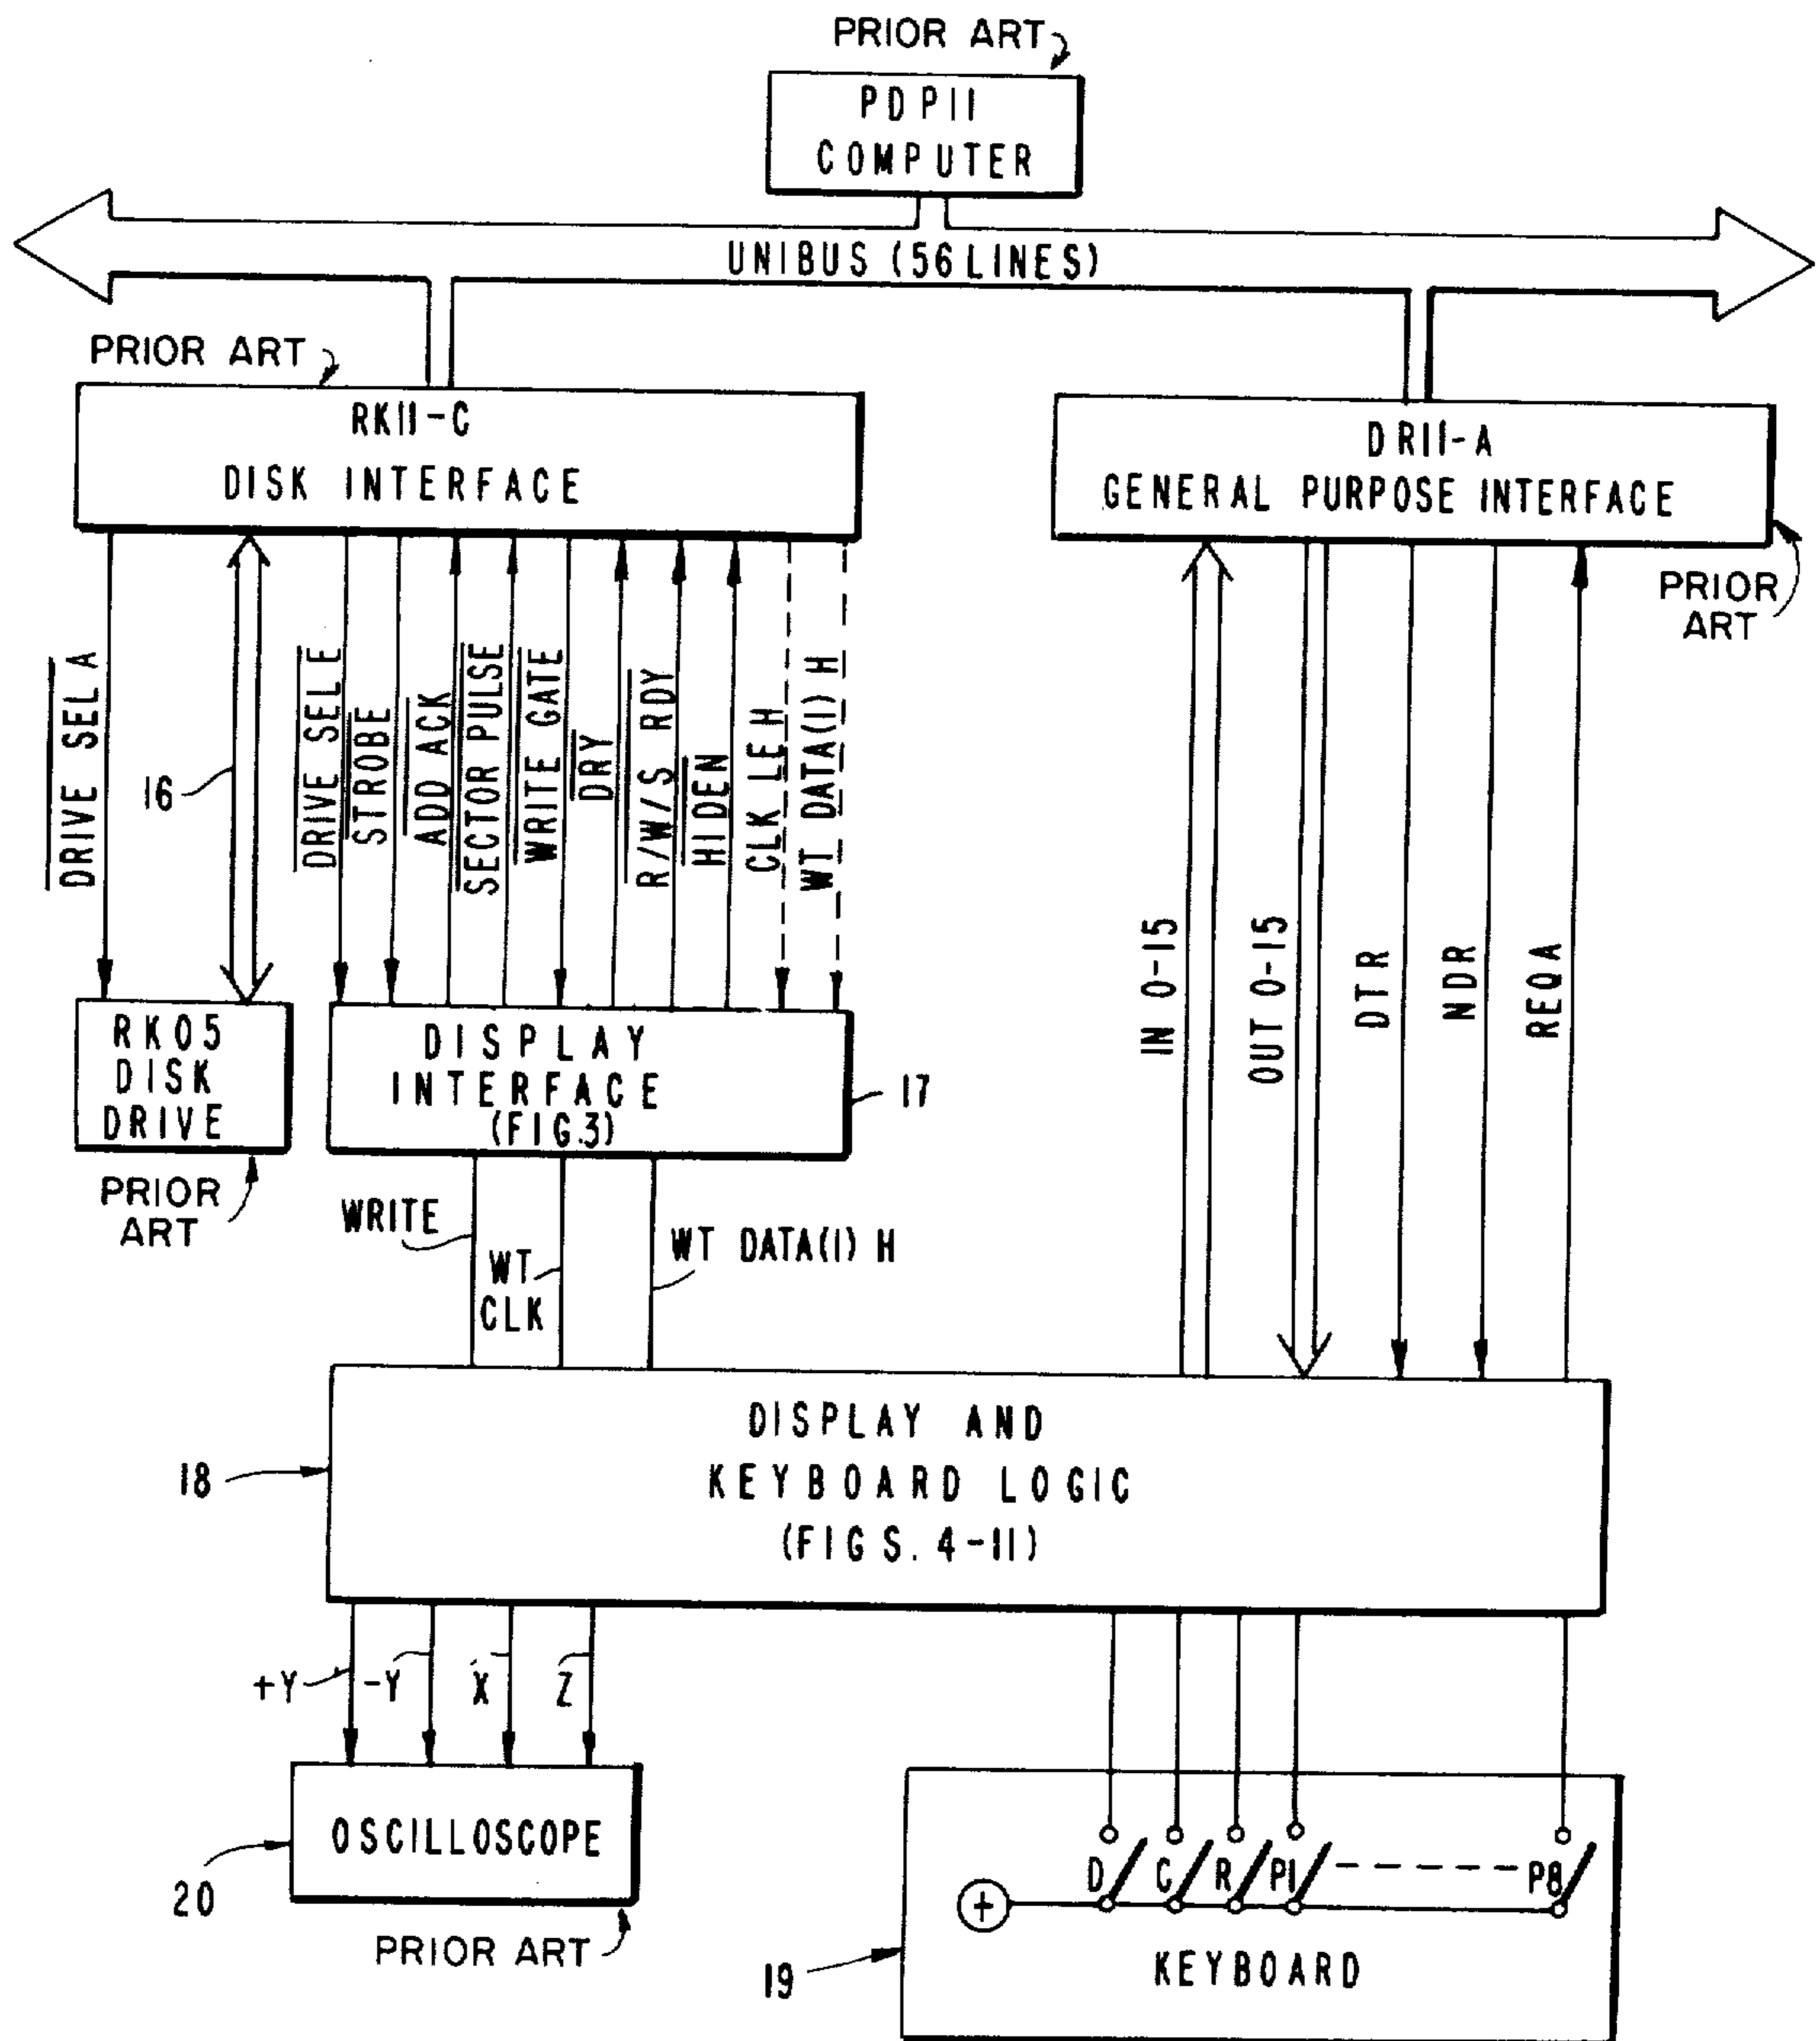 PRIOR ART
PDP11
COMPUTER
UNIBUS (56 LINES)
PRIOR ART
RK11-C
DISK INTERFACE
DR11-A
GENERAL PURPOSE INTERFACE
PRIOR
ART
DRIVE SEL A
16
DRIVE SEL E
STROBE
ADD ACK
SECTOR PULSE
WRITE GATE
DRY
R/W/S RDY
HIDEN
CLK LE H
WT DATA(1) H
IN 0-15
OUT 0-15
DTR
NDR
REQA
RK05
DISK
DRIVE
PRIOR
ART
DISPLAY
INTERFACE
(FIG.3)
17
WRITE
WT
CLK
WT DATA(1) H
DISPLAY AND
KEYBOARD LOGIC
(FIGS. 4-11)
18
+Y
-Y
X
Z
OSCILLOSCOPE
20
PRIOR ART
D
C
R
P1
P8
+
KEYBOARD
19